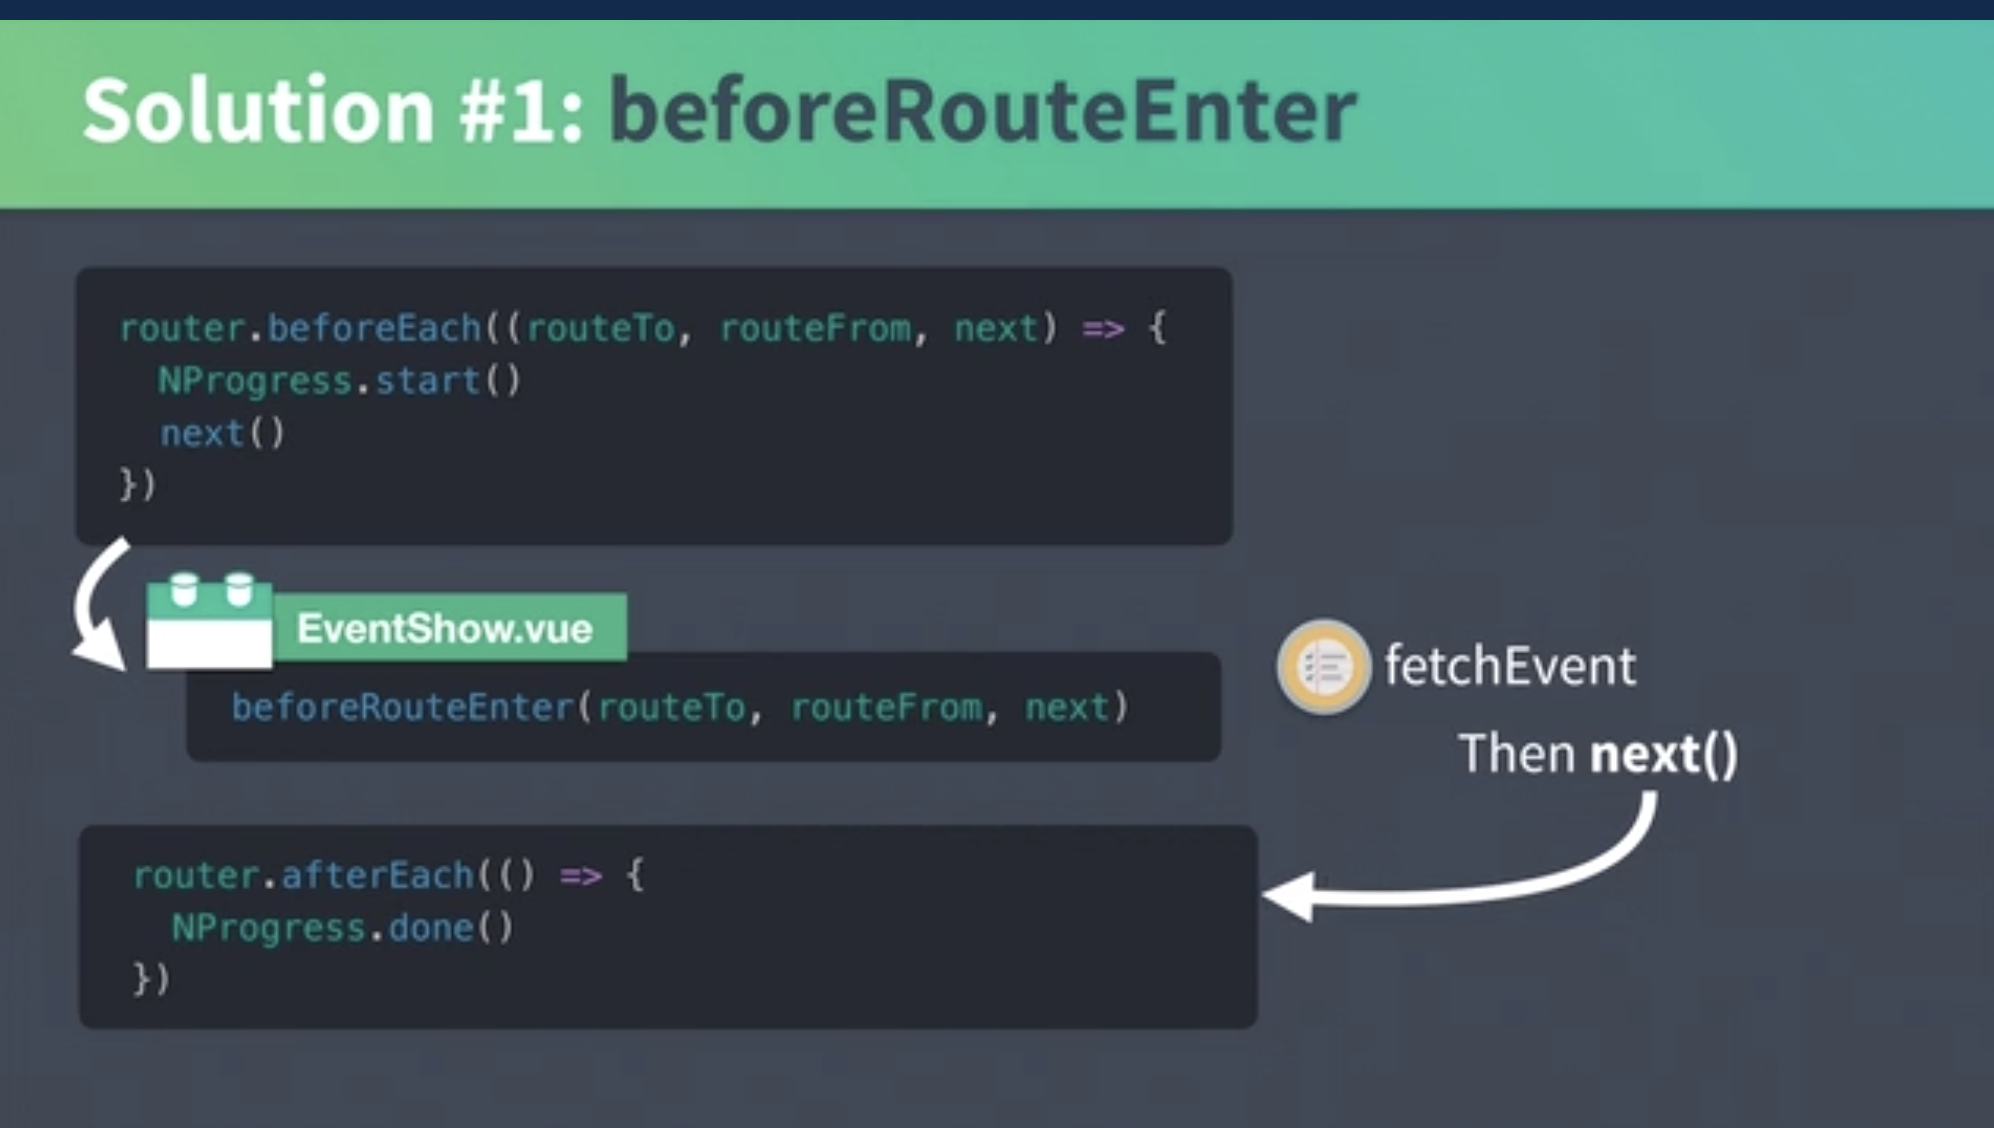 Solution #1: beforeRouteEnter
router.beforeEach((routeTo, routeFrom, next) => {
  NProgress.start()
  next()
})
EventShow.vue
beforeRouteEnter(routeTo, routeFrom, next)
fetchEvent
Then next()
router.afterEach(() => {
  NProgress.done()
})